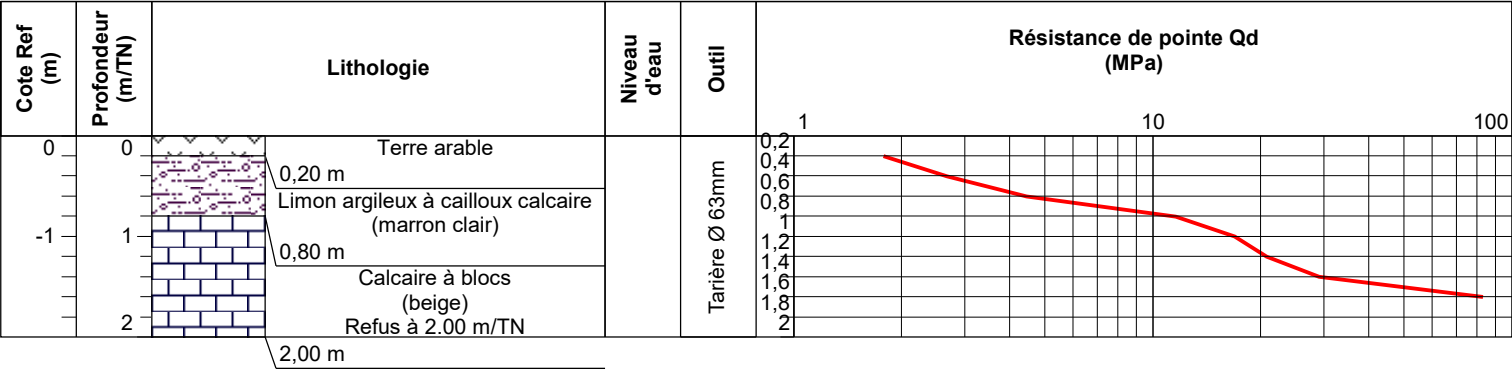 Cote Ref
(m)
Profondeur
(m/TN)
Lithologie
Niveau
d'eau
Outil
Résistance de pointe Qd
(MPa)
1
10
100
0
-1
0
1
2
Terre arable
0,20 m
Limon argileux à cailloux calcaire
(marron clair)
0,80 m
Calcaire à blocs
(beige)
Refus à 2.00 m/TN
2,00 m
Tarière Ø 63mm
0,2
0,4
0,6
0,8
1
1,2
1,4
1,6
1,8
2